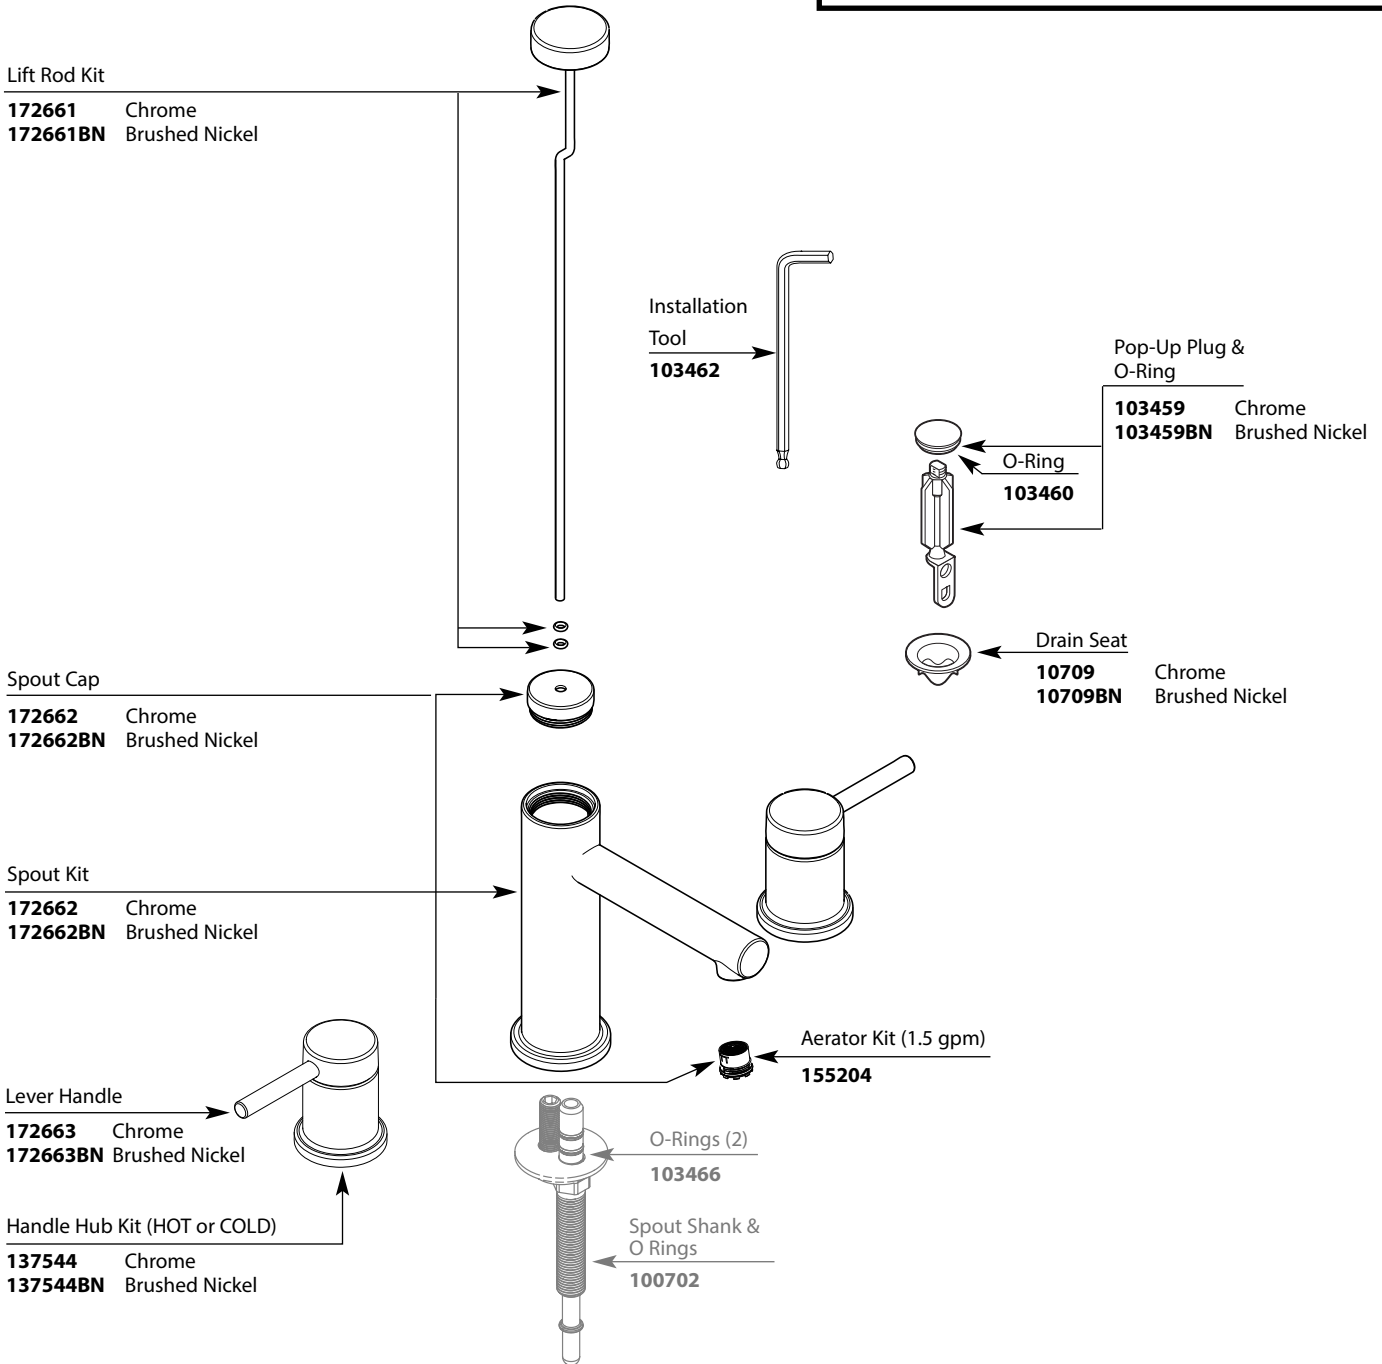 Lift Rod Kit
172661 Chrome
172661BN Brushed Nickel
Installation
Tool
103462
Pop-Up Plug &
O-Ring
103459 Chrome
103459BN Brushed Nickel
O-Ring
103460
Drain Seat
10709 Chrome
10709BN Brushed Nickel
Spout Cap
172662 Chrome
172662BN Brushed Nickel
Spout Kit
172662 Chrome
172662BN Brushed Nickel
Aerator Kit (1.5 gpm)
155204
Lever Handle
172663 Chrome
172663BN Brushed Nickel
O-Rings (2)
103466
Handle Hub Kit (HOT or COLD)
137544 Chrome
137544BN Brushed Nickel
Spout Shank &
O Rings
100702